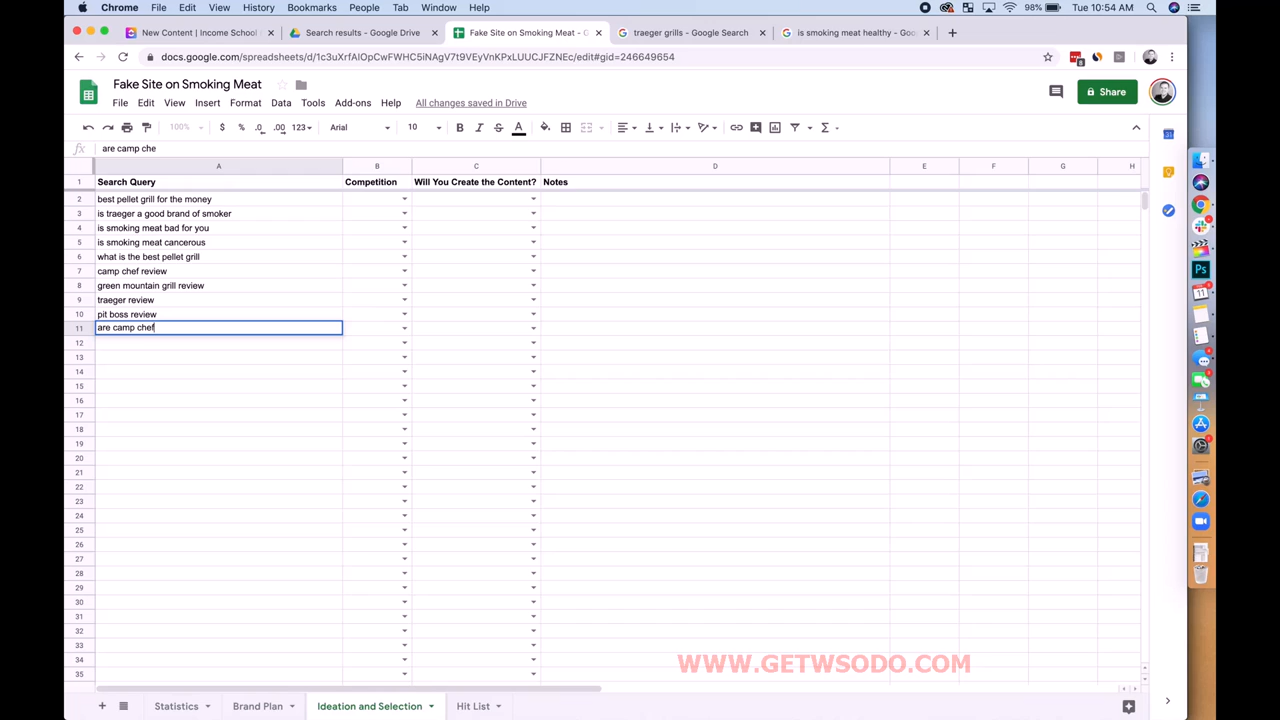 Chrome File Edit View History Bookmarks People Tab Window Help 98% Tue 10:54 AM
New Content | Income School Search results - Google Drive Fake Site on Smoking Meat - G traeger grills - Google Search is smoking meat healthy - Goo
docs.google.com/spreadsheets/d/1c3uXrfAIOpCwFWHC5iNAgV7t9VEyVnKPxLUUCJFZNEc/edit#gid=246649654
Fake Site on Smoking Meat
File Edit View Insert Format Data Tools Add-ons Help All changes saved in Drive
Share
100% $ % .0 .00 123 Arial 10 B I S A
fx are camp che
A B C D E F G H
1 Search Query Competition Will You Create the Content? Notes
2 best pellet grill for the money
3 is traeger a good brand of smoker
4 is smoking meat bad for you
5 is smoking meat cancerous
6 what is the best pellet grill
7 camp chef review
8 green mountain grill review
9 traeger review
10 pit boss review
11 are camp chef
12
13
14
15
16
17
18
19
20
21
22
23
24
25
26
27
28
29
30
31
32
33
34
35
WWW.GETWSODO.COM
Statistics Brand Plan Ideation and Selection Hit List